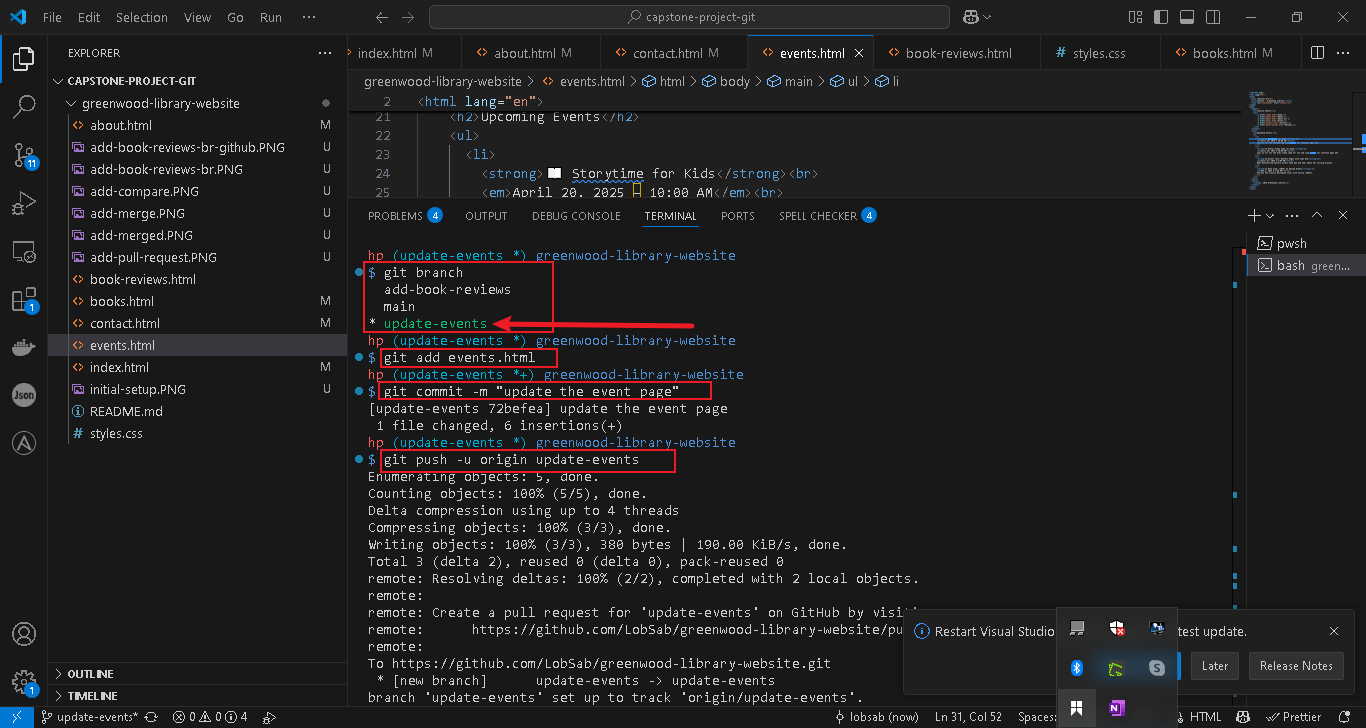 File Edit Selection View Go Run ··· capstone-project-git
EXPLORER ···
index.html M about.html M contact.html M events.html book-reviews.html styles.css books.html M
CAPSTONE-PROJECT-GIT
greenwood-library-website
about.html M
add-book-reviews-br-github.PNG U
add-book-reviews-br.PNG U
add-compare.PNG U
add-merge.PNG U
add-merged.PNG U
add-pull-request.PNG U
book-reviews.html
books.html M
contact.html M
events.html
index.html M
initial-setup.PNG U
README.md
styles.css
OUTLINE
TIMELINE
11
1
Json
1
greenwood-library-website > events.html > html > body > main > ul > li
2 <html lang="en">
21 <h2>Upcoming Events</h2>
22 <ul>
23 <li>
24 <strong>📖 Storytime for Kids</strong><br>
25 <em>April 20, 2025 | 10:00 AM</em><br>
PROBLEMS 4 OUTPUT DEBUG CONSOLE TERMINAL PORTS SPELL CHECKER 4
pwsh
bash green...
hp (update-events *) greenwood-library-website
$ git branch
add-book-reviews
main
* update-events
hp (update-events *) greenwood-library-website
$ git add events.html
hp (update-events *+) greenwood-library-website
$ git commit -m "update the event page"
[update-events 72befea] update the event page
1 file changed, 6 insertions(+)
hp (update-events *) greenwood-library-website
$ git push -u origin update-events
Enumerating objects: 5, done.
Counting objects: 100% (5/5), done.
Delta compression using up to 4 threads
Compressing objects: 100% (3/3), done.
Writing objects: 100% (3/3), 380 bytes | 190.00 KiB/s, done.
Total 3 (delta 2), reused 0 (delta 0), pack-reused 0
remote: Resolving deltas: 100% (2/2), completed with 2 local objects.
remote:
remote: Create a pull request for 'update-events' on GitHub by
remote: https://github.com/LobSab/greenwood-library-website/pu
remote:
To https://github.com/LobSab/greenwood-library-website.git
* [new branch] update-events -> update-events
branch 'update-events' set up to track 'origin/update-events'.
Restart Visual Studio test update.
Later Release Notes
update-events* 0 0 4 lobsab (now) Ln 31, Col 52 Spaces: HTML Prettier